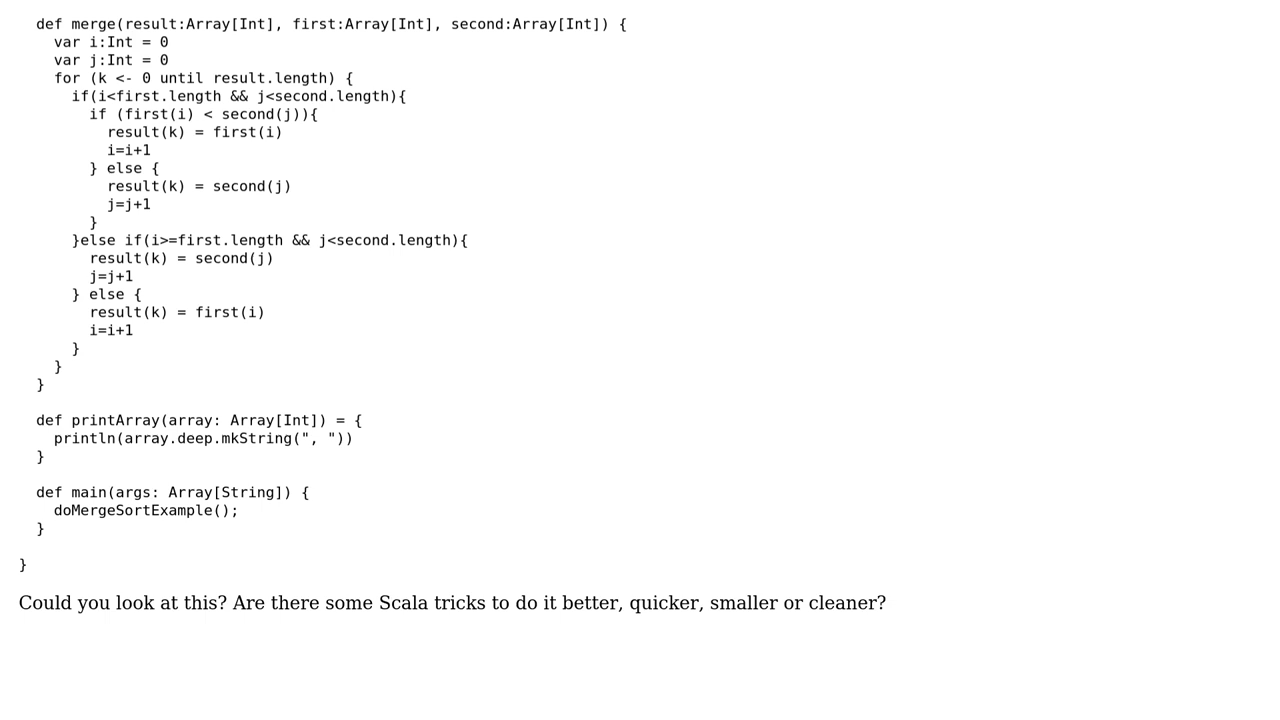 def merge(result:Array[Int], first:Array[Int], second:Array[Int]) {
    var i:Int = 0
    var j:Int = 0
    for (k <- 0 until result.length) {
      if(i<first.length && j<second.length){
        if (first(i) < second(j)){
          result(k) = first(i)
          i=i+1
        } else {
          result(k) = second(j)
          j=j+1
        }
      }else if(i>=first.length && j<second.length){
        result(k) = second(j)
        j=j+1
      } else {
        result(k) = first(i)
        i=i+1
      }
    }
  }

  def printArray(array: Array[Int]) = {
    println(array.deep.mkString(", "))
  }

  def main(args: Array[String]) {
    doMergeSortExample();
  }

}
Could you look at this? Are there some Scala tricks to do it better, quicker, smaller or cleaner?